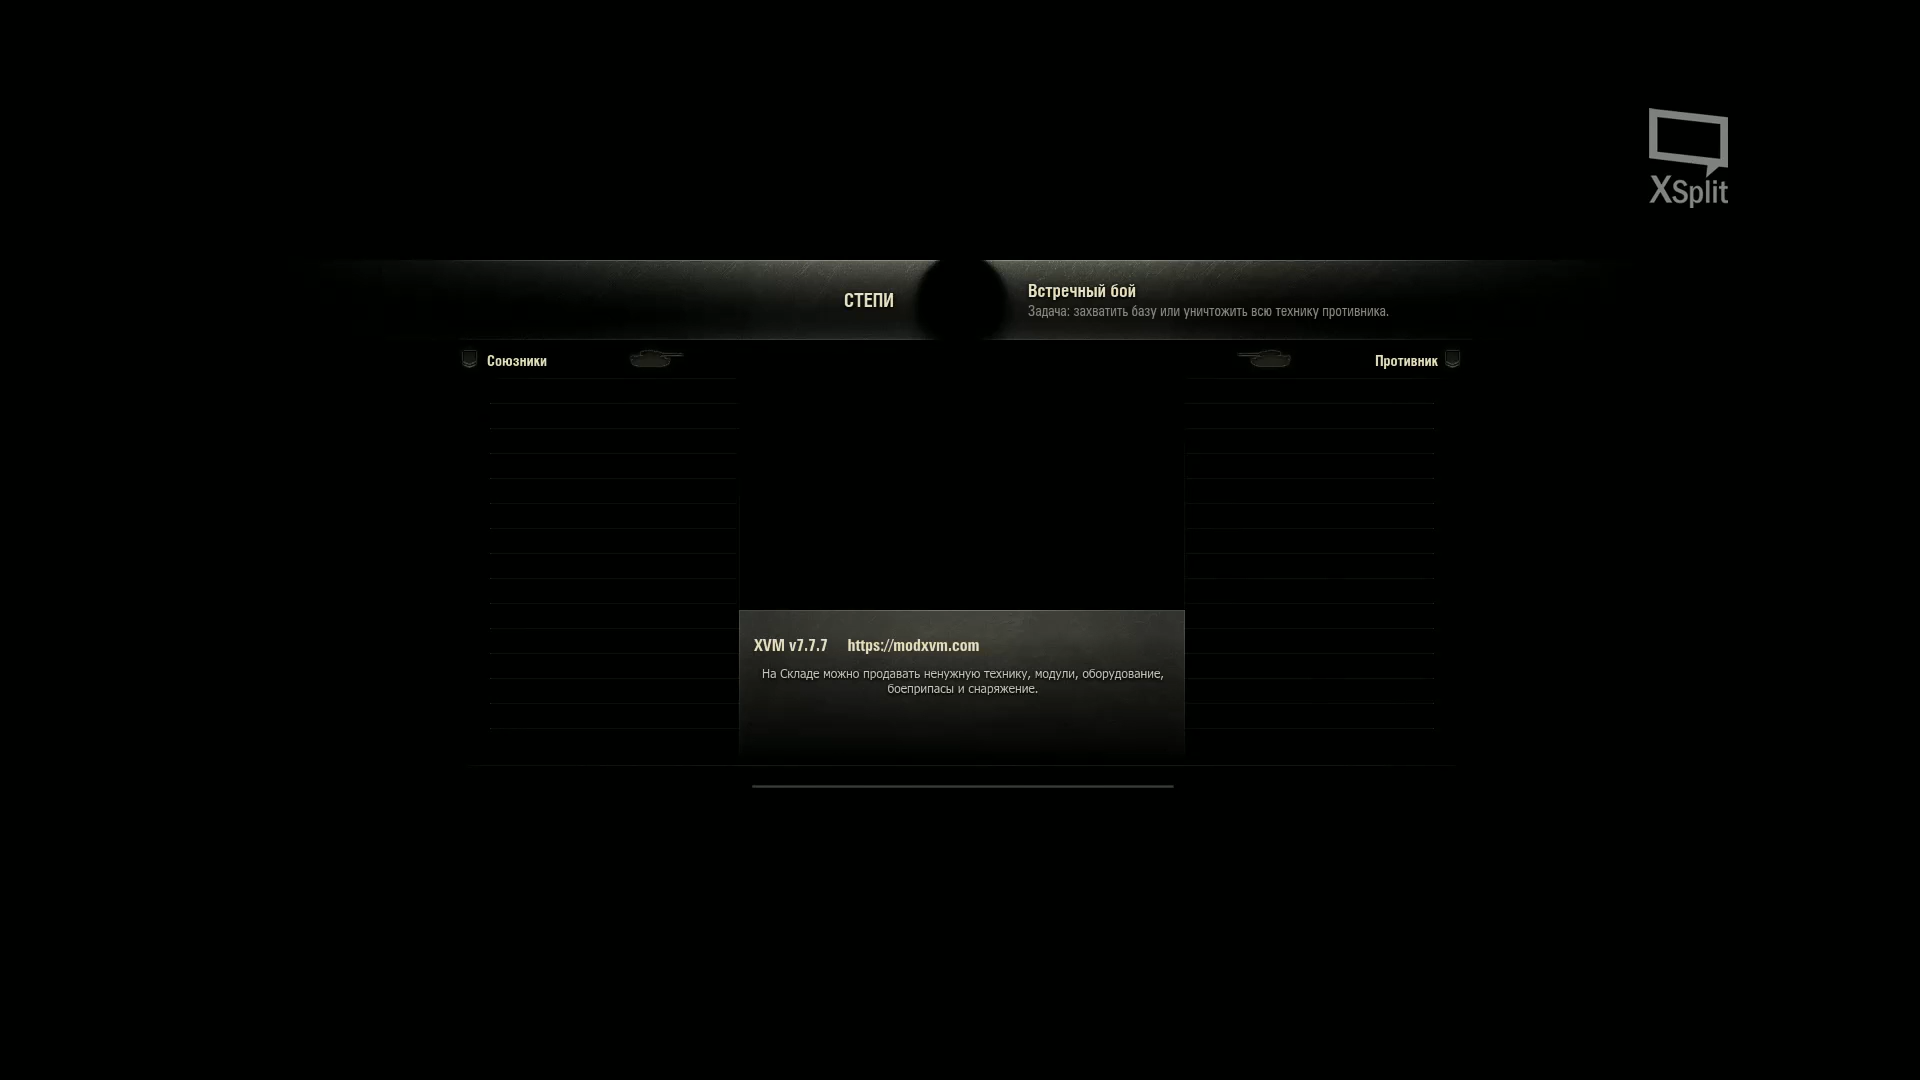 XSplit
СТЕПИ
Встречный бой
Задача: захватить базу или уничтожить всю технику противника.
Союзники
Противник
XVM v7.7.7 https://modxvm.com
На Складе можно продавать ненужную технику, модули, оборудование,
боеприпасы и снаряжение.